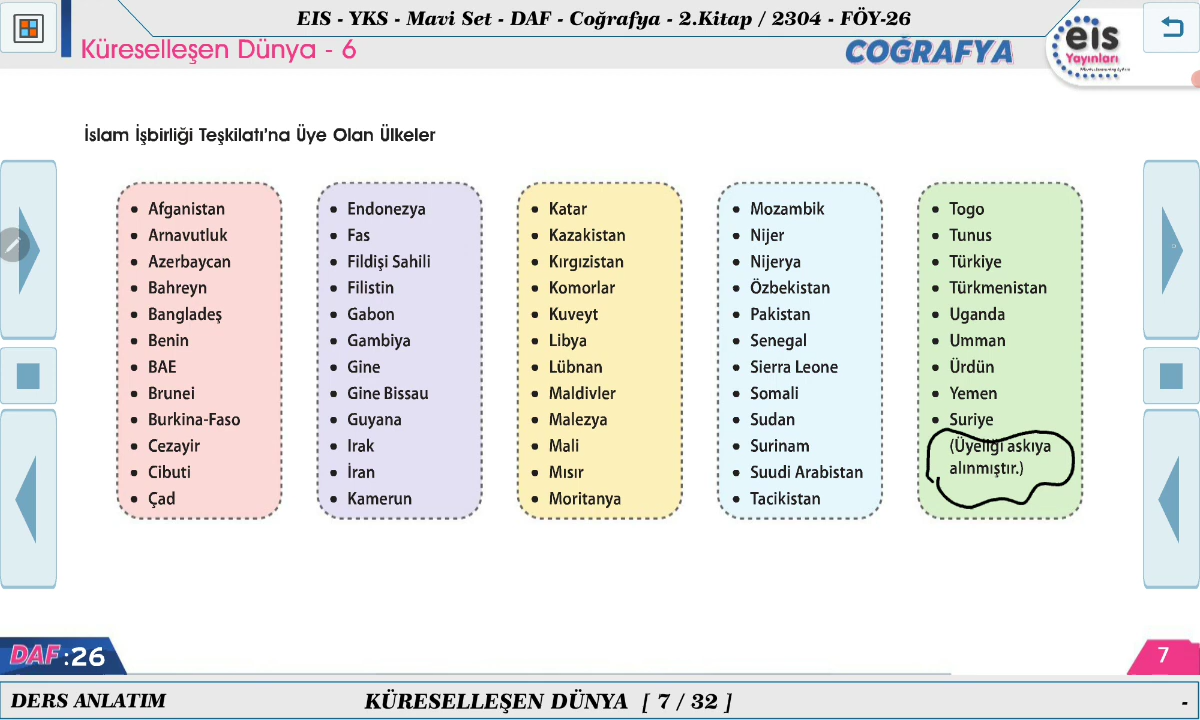 EIS - YKS - Mavi Set - DAF - Coğrafya - 2.Kitap / 2304 - FÖY-26
Küreselleşen Dünya - 6
COĞRAFYA
eis
Yayınları
İslam İşbirliği Teşkilatı'na Üye Olan Ülkeler
• Afganistan
• Arnavutluk
• Azerbaycan
• Bahreyn
• Bangladeş
• Benin
• BAE
• Brunei
• Burkina-Faso
• Cezayir
• Cibuti
• Çad
• Endonezya
• Fas
• Fildişi Sahili
• Filistin
• Gabon
• Gambiya
• Gine
• Gine Bissau
• Guyana
• Irak
• İran
• Kamerun
• Katar
• Kazakistan
• Kırgızistan
• Komorlar
• Kuveyt
• Libya
• Lübnan
• Maldivler
• Malezya
• Mali
• Mısır
• Moritanya
• Mozambik
• Nijer
• Nijerya
• Özbekistan
• Pakistan
• Senegal
• Sierra Leone
• Somali
• Sudan
• Surinam
• Suudi Arabistan
• Tacikistan
• Togo
• Tunus
• Türkiye
• Türkmenistan
• Uganda
• Umman
• Ürdün
• Yemen
• Suriye
(Üyeliği askıya
alınmıştır.)
DAF :26
7
DERS ANLATIM
KÜRESELLEŞEN DÜNYA [ 7 / 32 ]
-